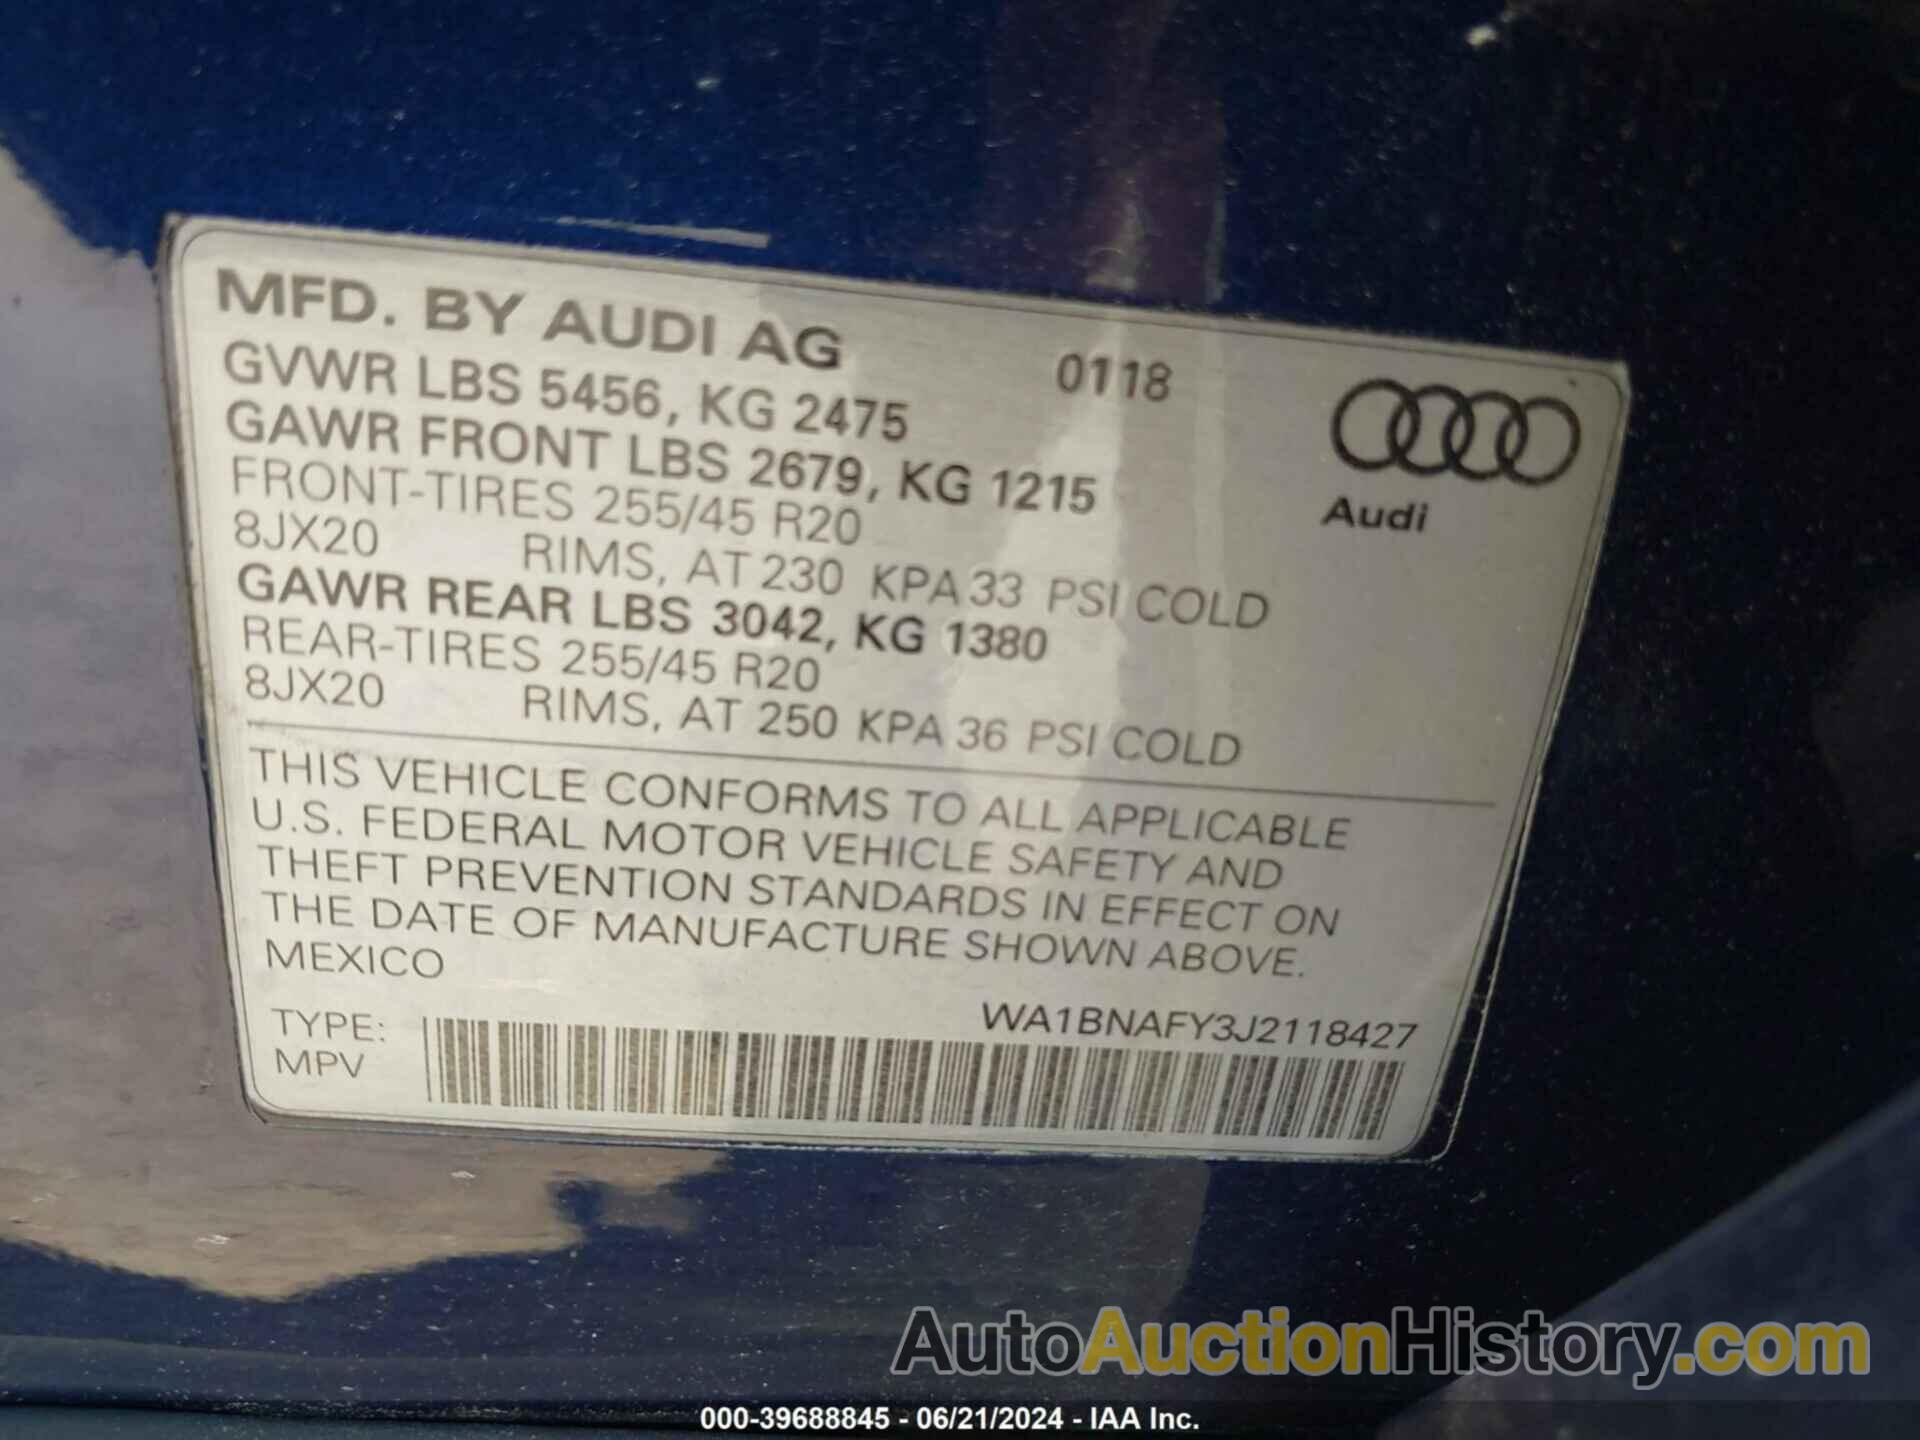 MFD. BY AUDI AG
0118
GVWR LBS 5456, KG 2475
GAWR FRONT LBS 2679, KG 1215
FRONT-TIRES 255/45 R20
8JX20 RIMS, AT 230 KPA 33 PSI COLD
GAWR REAR LBS 3042, KG 1380
REAR-TIRES 255/45 R20
8JX20 RIMS, AT 250 KPA 36 PSI COLD
Audi
THIS VEHICLE CONFORMS TO ALL APPLICABLE
U.S. FEDERAL MOTOR VEHICLE SAFETY AND
THEFT PREVENTION STANDARDS IN EFFECT ON
THE DATE OF MANUFACTURE SHOWN ABOVE.
MEXICO
WA1BNAFY3J2118427
TYPE:
MPV
AutoAuctionHistory.com
000-39688845 - 06/21/2024 - IAA Inc.